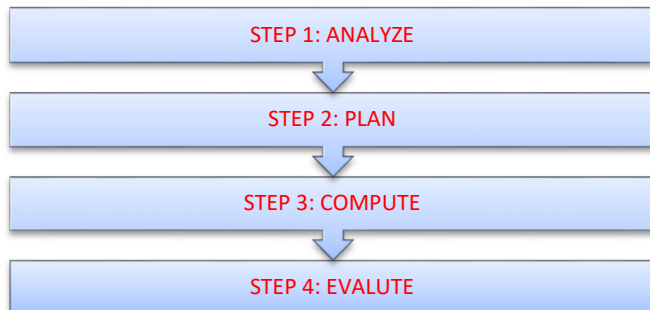 STEP 1: ANALYZE
STEP 2: PLAN
STEP 3: COMPUTE
STEP 4: EVALUTE